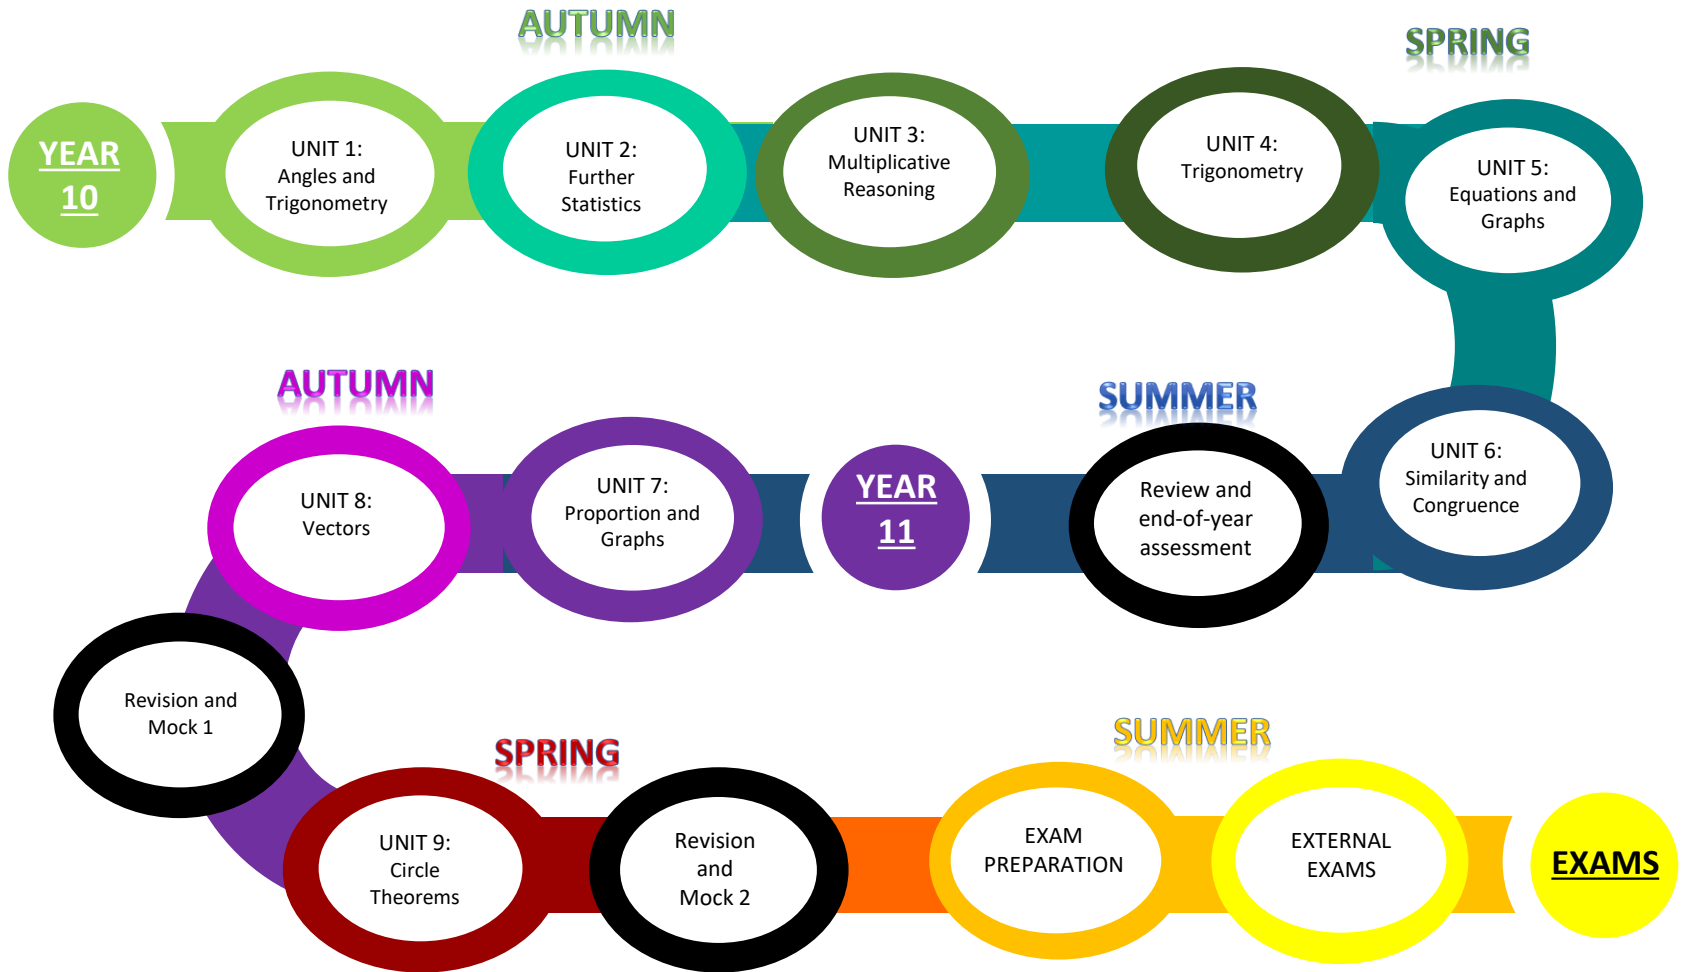 AUTUMN
SPRING
YEAR
10
UNIT 1:
Angles and
Trigonometry
UNIT 2:
Further
Statistics
UNIT 3:
Multiplicative
Reasoning
UNIT 4:
Trigonometry
UNIT 5:
Equations and
Graphs
AUTUMN
SUMMER
UNIT 8:
Vectors
UNIT 7:
Proportion and
Graphs
YEAR
11
Review and
end-of-year
assessment
UNIT 6:
Similarity and
Congruence
Revision and
Mock 1
SPRING
SUMMER
UNIT 9:
Circle
Theorems
Revision
and
Mock 2
EXAM
PREPARATION
EXTERNAL
EXAMS
EXAMS